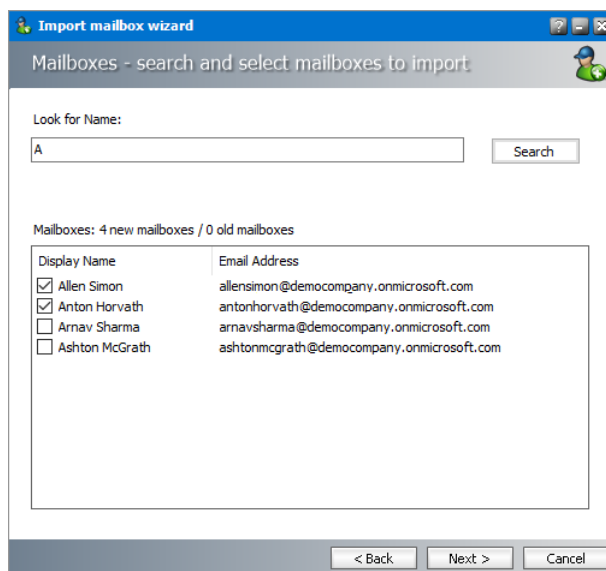 Import mailbox wizard
Mailboxes - search and select mailboxes to import
Look for Name:
A
Search
Mailboxes: 4 new mailboxes / 0 old mailboxes
Display Name Email Address
Allen Simon allensimon@democompany.onmicrosoft.com
Anton Horvath antonhorvath@democompany.onmicrosoft.com
Arnav Sharma arnavsharma@democompany.onmicrosoft.com
Ashton McGrath ashtonmcgrath@democompany.onmicrosoft.com
< Back Next > Cancel